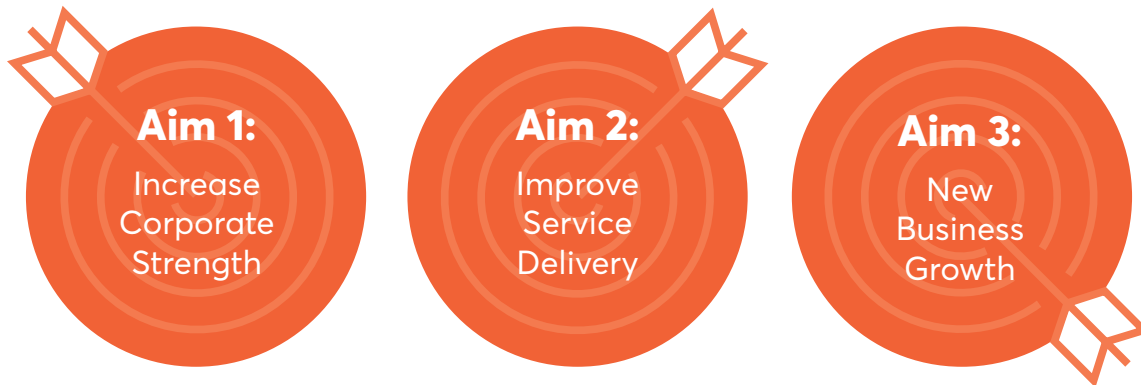 Aim 1:
Increase
Corporate
Strength
Aim 2:
Improve
Service
Delivery
Aim 3:
New
Business
Growth